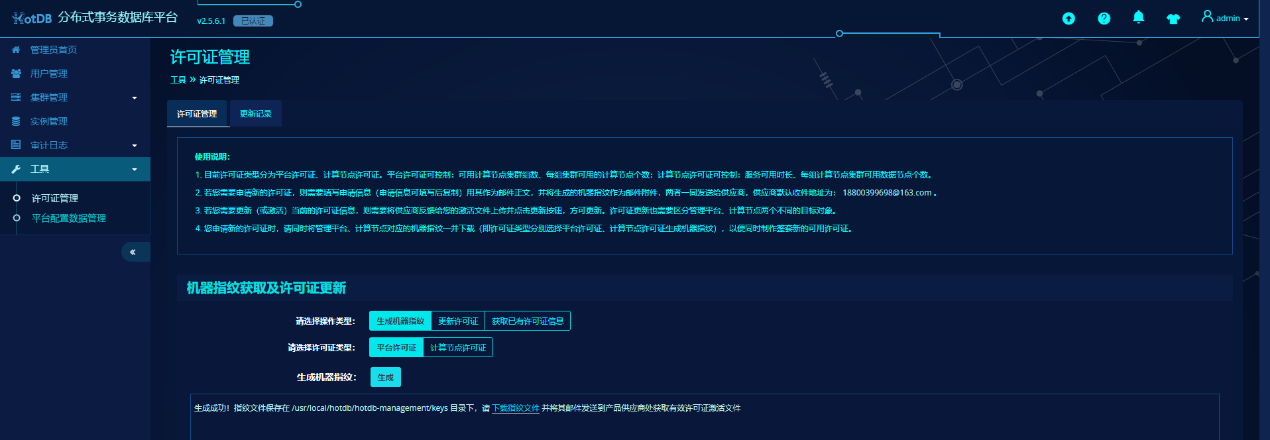 HotDB 分布式事务数据库平台
v2.5.6.1 已认证
admin
管理员首页
用户管理
集群管理
实例管理
审计日志
工具
许可证管理
平台配置数据管理
许可证管理
工具 » 许可证管理
许可证管理 更新记录
使用说明：
1. 目前许可证类型分为平台许可证、计算节点许可证。平台许可证可控制：可用计算节点集群组数、每组集群可用的计算节点个数；计算节点许可证可控制：服务可用时长、每组计算节点集群可用数据节点个数。
2. 若您需要申请新的许可证，则需要填写申请信息（申请信息可填写后复制）用其作为邮件正文，并将生成的机器指纹作为邮件附件，两者一同发送给供应商，供应商默认收件地址为： 18800399698@163.com 。
3. 若您需要更新（或激活）当前的许可证信息，则需要将供应商反馈给您的激活文件上传并点击更新按钮，方可更新。许可证更新也需要区分管理平台、计算节点两个不同的目标对象。
4. 您申请新的许可证时，请同时将管理平台、计算节点对应的机器指纹一并下载（即许可证类型分别选择平台许可证、计算节点许可证生成机器指纹），以便同时制作整套新的可用许可证。
机器指纹获取及许可证更新
请选择操作类型： 生成机器指纹 更新许可证 获取已有许可证信息
请选择许可证类型： 平台许可证 计算节点许可证
生成机器指纹： 生成
生成成功！指纹文件保存在 /usr/local/hotdb/hotdb-management/keys 目录下，请 下载指纹文件 并将其邮件发送到产品供应商处获取有效许可证激活文件